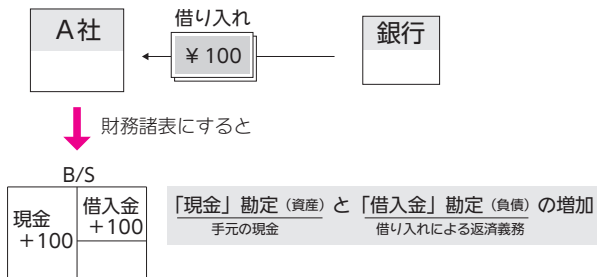 借り入れ
A社
¥100
銀行
財務諸表にすると
B/S
現金
+100
借入金
+100
「現金」勘定（資産）と「借入金」勘定（負債）の増加
手元の現金
借り入れによる返済義務